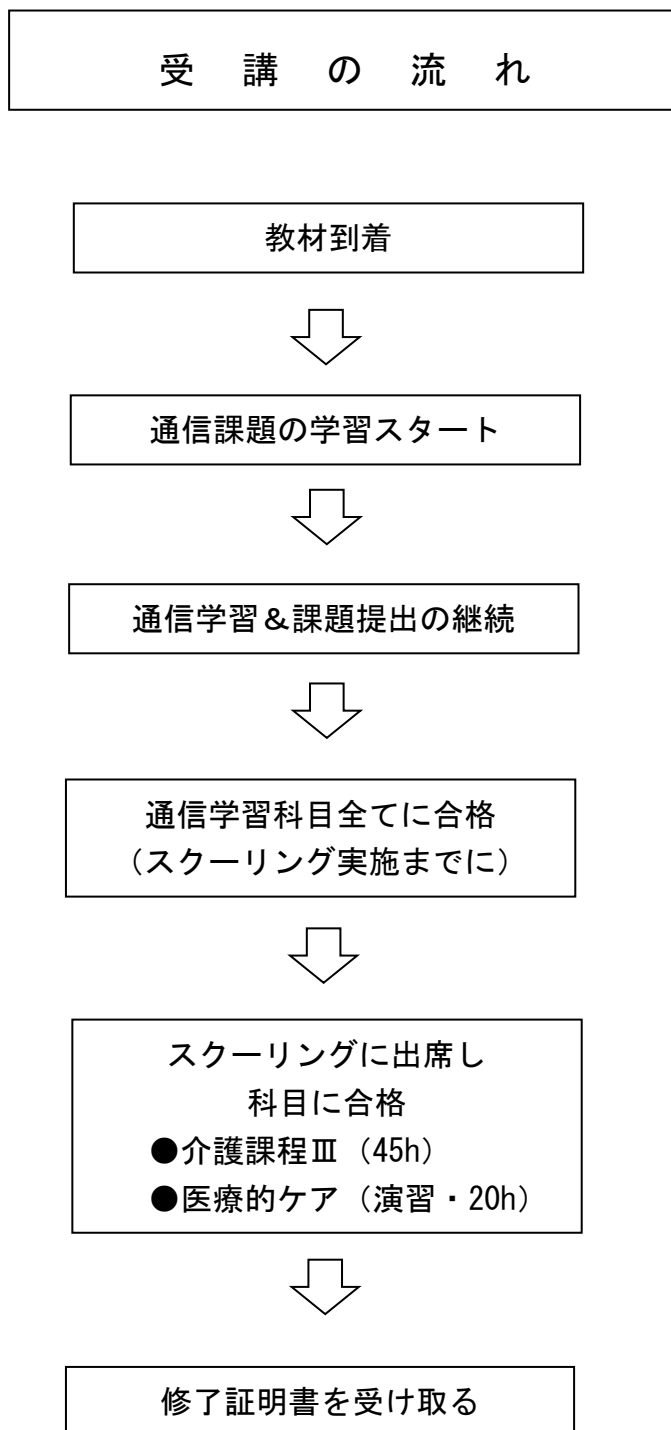 受講の流れ
教材到着
通信課題の学習スタート
通信学習＆課題提出の継続
通信学習科目全てに合格
（スクーリング実施までに）
スクーリングに出席し
科目に合格
●介護課程Ⅲ（45h）
●医療的ケア（演習・20h）
修了証明書を受け取る